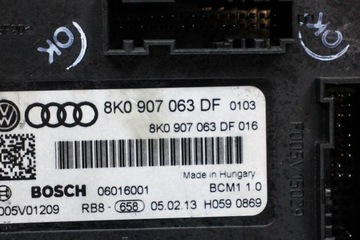 OK
OK
8K0 907 063 DF 0103
8K0 907 063 DF 016
Made in Hungary
BOSCH 06016001 BCM1 1.0
005V01209 RB8- 658 05.02.13 H059 0869